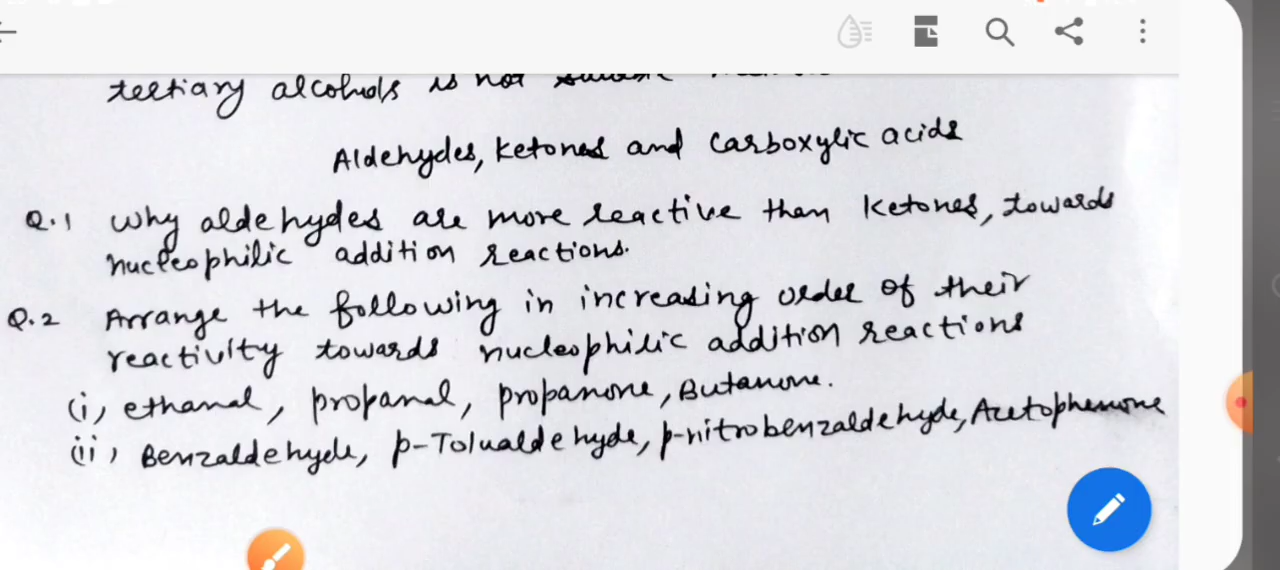 tertiary alcohols is not
Aldehydes, ketones and carboxylic acids
Q.1 Why aldehydes are more reactive than ketones, towards
nucleophilic addition reactions.
Q.2 Arrange the following in increasing order of their
reactivity towards nucleophilic addition reactions
(i) ethanal, propanal, propanone, Butanone.
(ii) Benzaldehyde, p-Tolualdehyde, p-nitrobenzaldehyde, Acetophenone